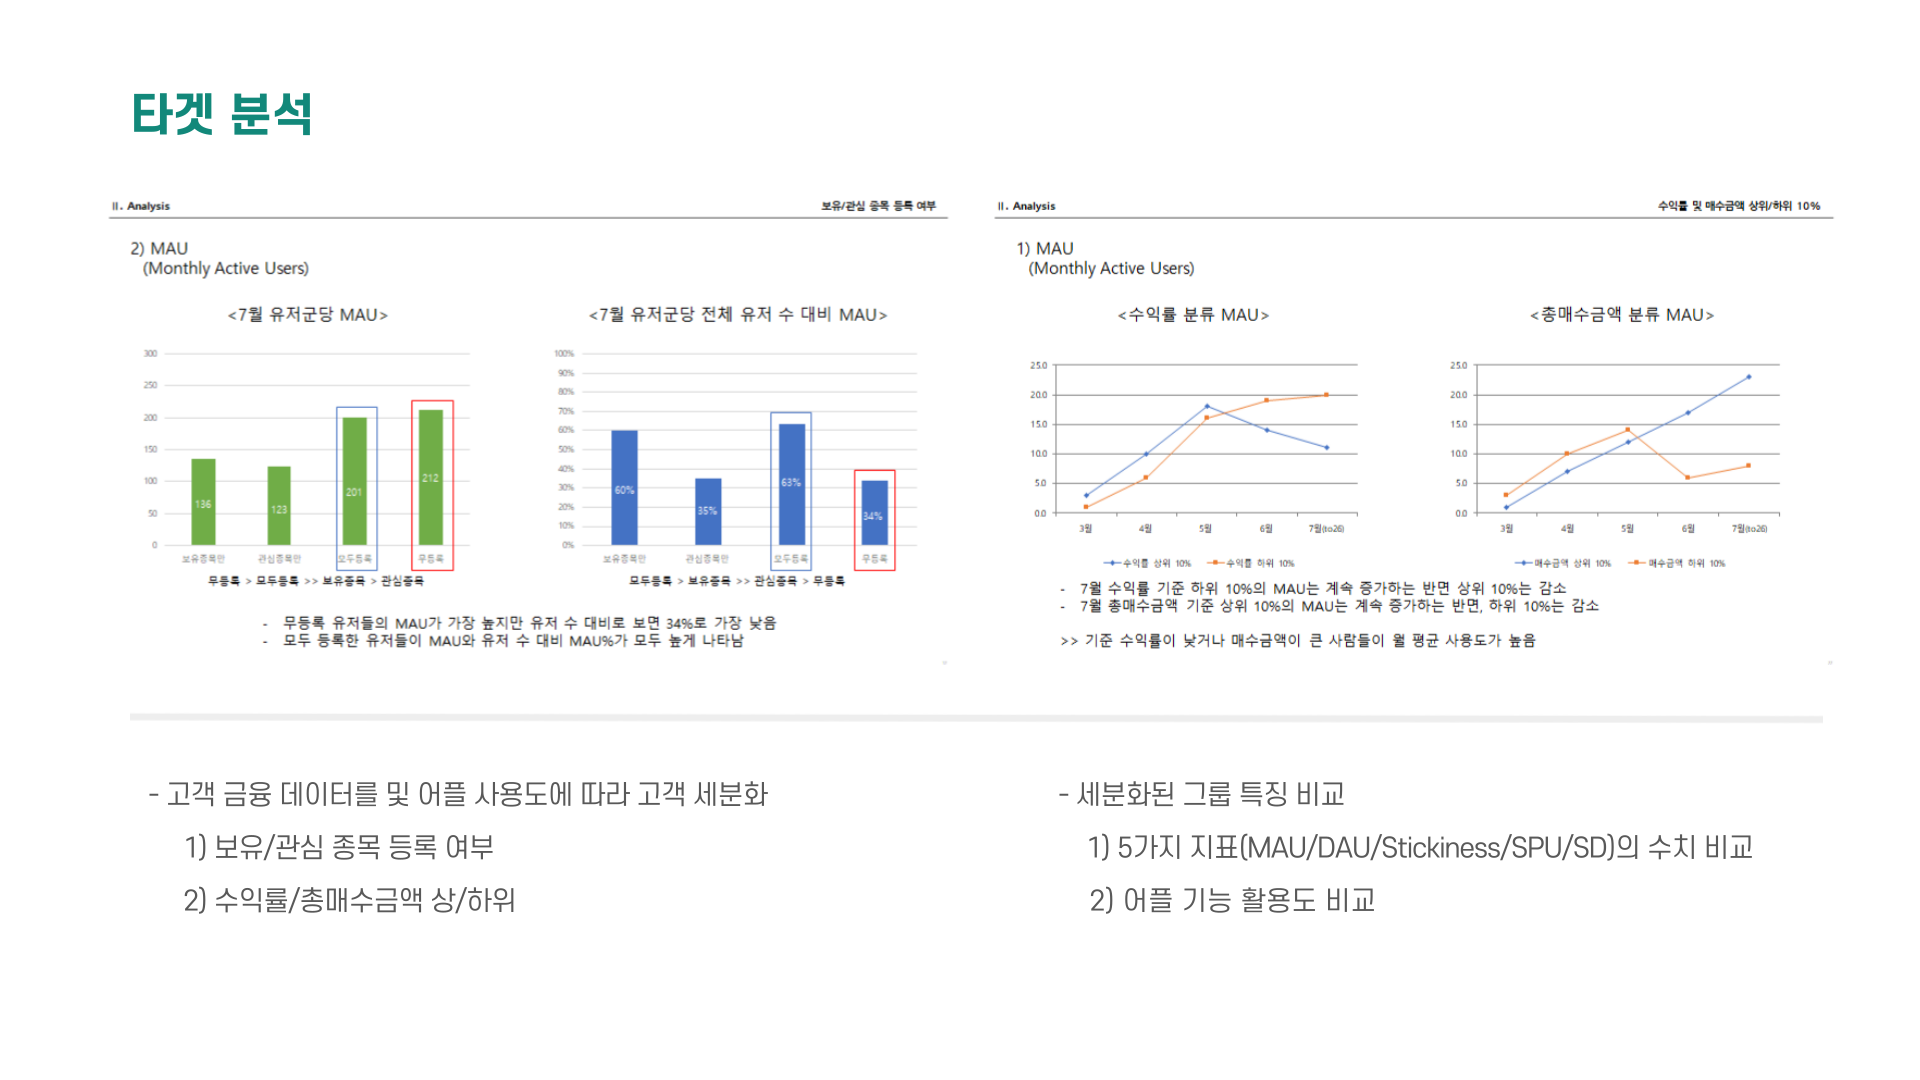 타겟 분석
II. Analysis
보유/관심 종목 등록 여부
2) MAU
(Monthly Active Users)
<7월 유저군당 MAU>
300
250
200
150
100
50
0
136
123
201
212
보유종목만
관심종목만
모두등록
무등록
무등록 > 모두등록 >> 보유종목 > 관심종목
<7월 유저군당 전체 유저 수 대비 MAU>
100%
90%
80%
70%
60%
50%
40%
30%
20%
10%
0%
60%
35%
63%
34%
보유종목만
관심종목만
모두등록
무등록
모두등록 > 보유종목 >> 관심종목 > 무등록
- 무등록 유저들의 MAU가 가장 높지만 유저 수 대비로 보면 34%로 가장 낮음
- 모두 등록한 유저들이 MAU와 유저 수 대비 MAU%가 모두 높게 나타남
II. Analysis
수익률 및 매수금액 상위/하위 10%
1) MAU
(Monthly Active Users)
<수익률 분류 MAU>
25.0
20.0
15.0
10.0
5.0
0.0
3월
4월
5월
6월
7월(to26)
수익률 상위 10%
수익률 하위 10%
<총매수금액 분류 MAU>
25.0
20.0
15.0
10.0
5.0
0.0
3월
4월
5월
6월
7월(to26)
매수금액 상위 10%
매수금액 하위 10%
- 7월 수익률 기준 하위 10%의 MAU는 계속 증가하는 반면 상위 10%는 감소
- 7월 총매수금액 기준 상위 10%의 MAU는 계속 증가하는 반면, 하위 10%는 감소
>> 기준 수익률이 낮거나 매수금액이 큰 사람들이 월 평균 사용도가 높음
- 고객 금융 데이터를 및 어플 사용도에 따라 고객 세분화
1) 보유/관심 종목 등록 여부
2) 수익률/총매수금액 상/하위
- 세분화된 그룹 특징 비교
1) 5가지 지표(MAU/DAU/Stickiness/SPU/SD)의 수치 비교
2) 어플 기능 활용도 비교